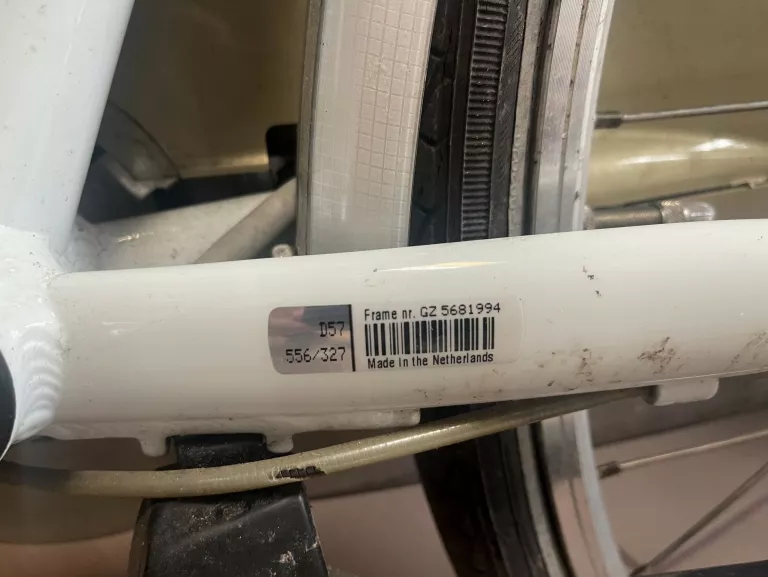 D57
556/327
Frame nr. GZ 5681994
Made in the Netherlands